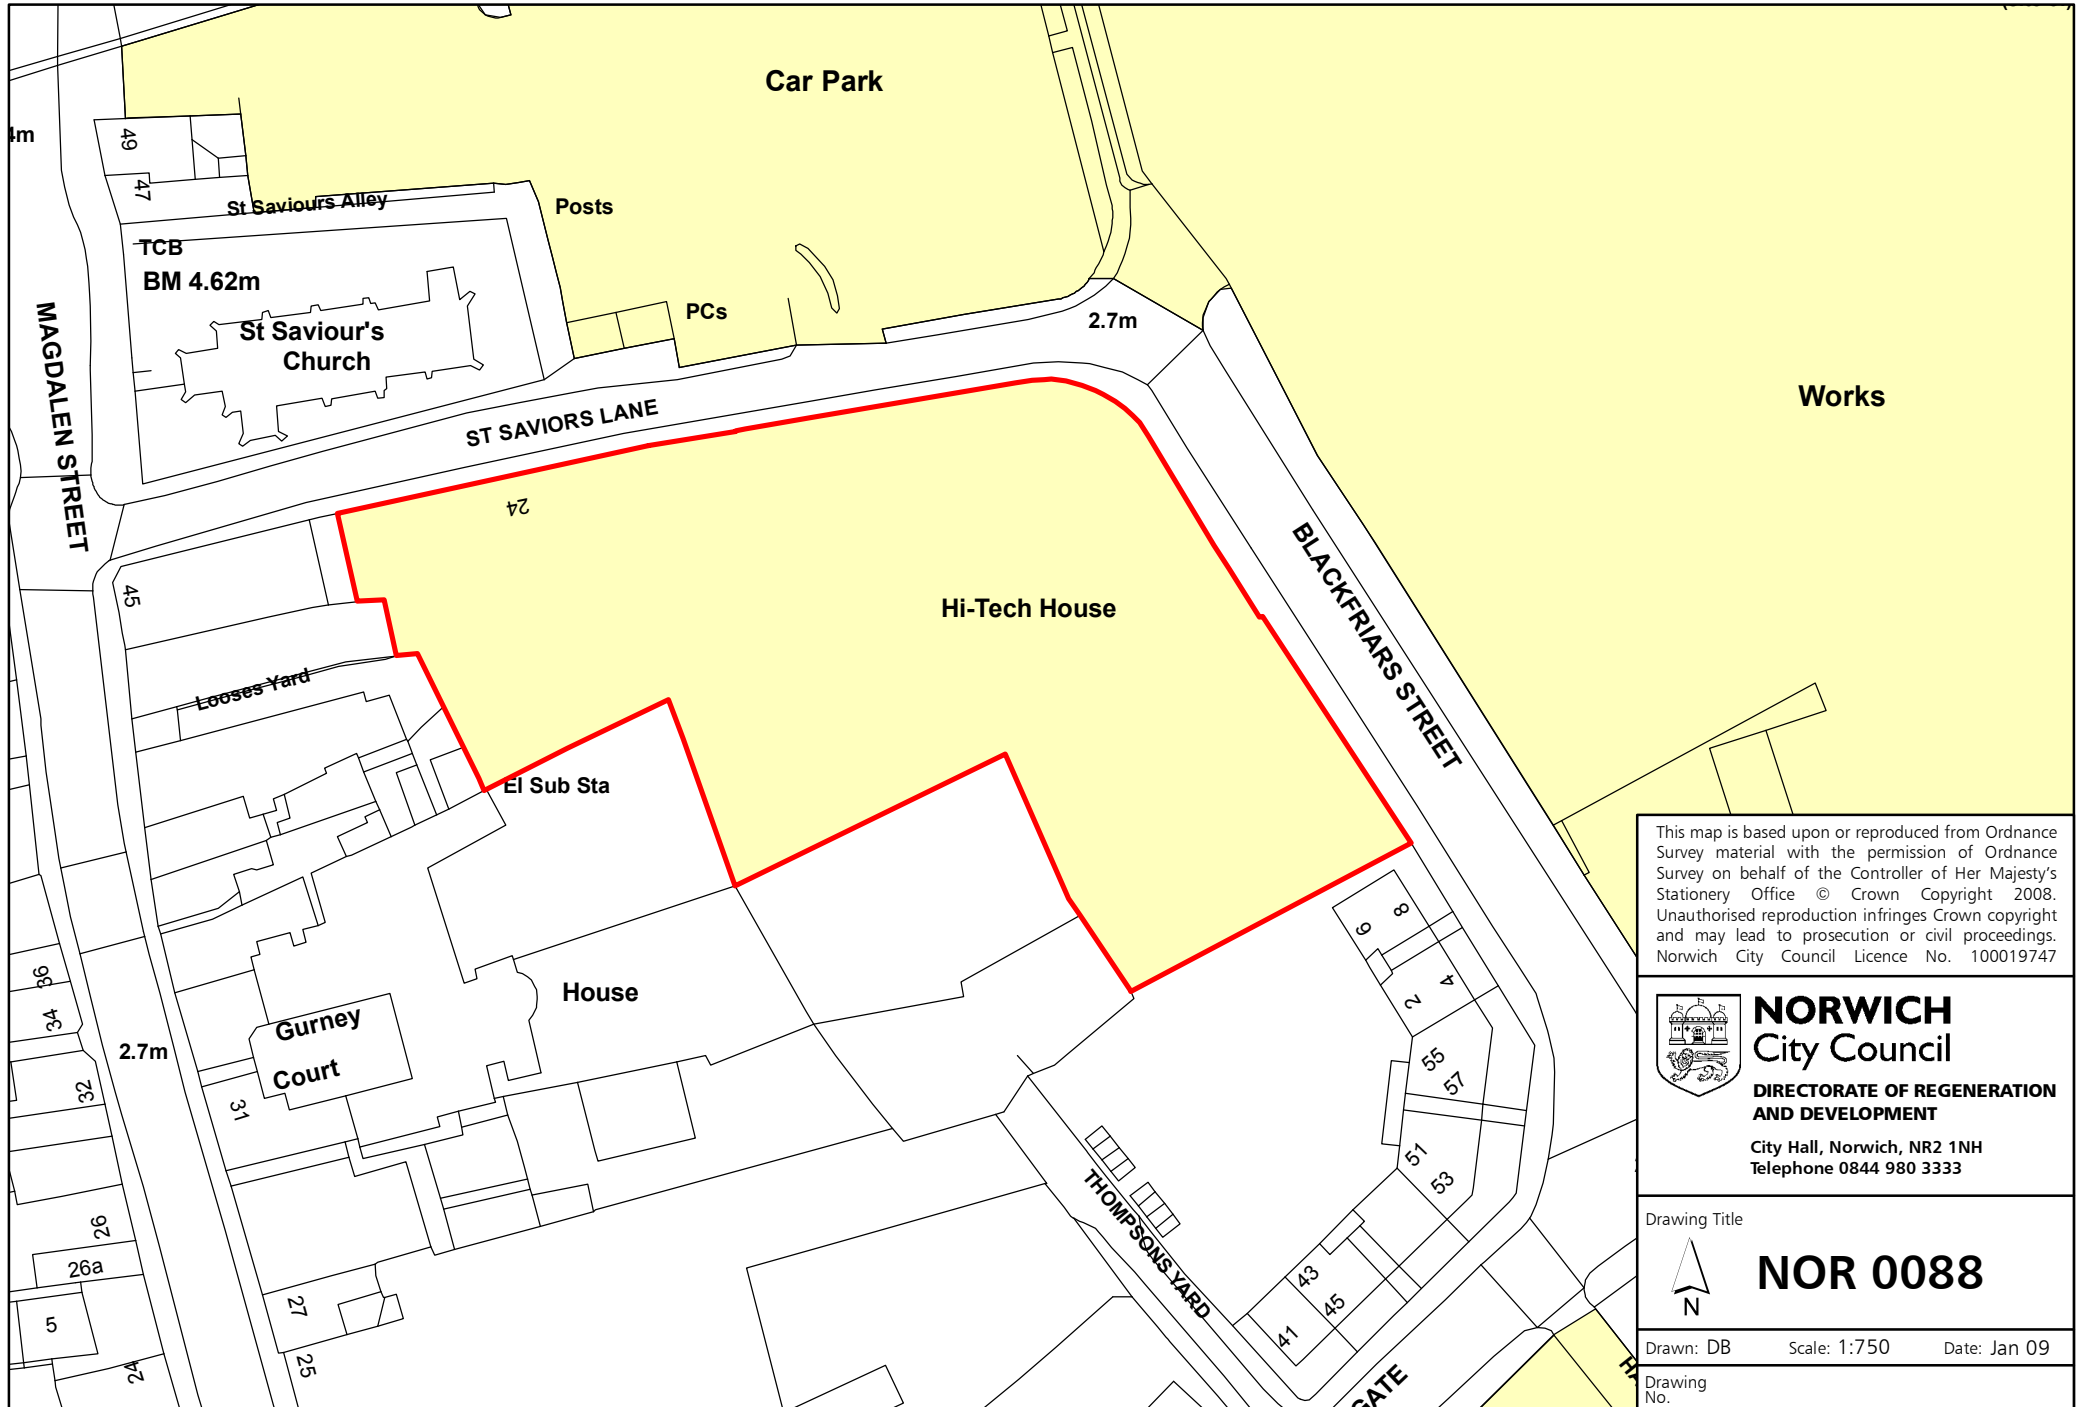 Car Park
4m
49
47
St Saviours Alley
Posts
TCB
BM 4.62m
PCs
2.7m
St Saviour's
Church
MAGDALEN STREET
ST SAVIORS LANE
Works
24
45
Hi-Tech House
BLACKFRIARS STREET
Looses Yard
El Sub Sta
8
6
4
2
House
Gurney
Court
36
34
2.7m
32
31
55
57
51
53
THOMPSONS YARD
26
26a
27
5
24
25
43
45
41
GATE
This map is based upon or reproduced from Ordnance
Survey material with the permission of Ordnance
Survey on behalf of the Controller of Her Majesty's
Stationery Office © Crown Copyright 2008.
Unauthorised reproduction infringes Crown copyright
and may lead to prosecution or civil proceedings.
Norwich City Council Licence No. 100019747
NORWICH
City Council
DIRECTORATE OF REGENERATION
AND DEVELOPMENT
City Hall, Norwich, NR2 1NH
Telephone 0844 980 3333
Drawing Title
N
NOR 0088
Drawn: DB Scale: 1:750 Date: Jan 09
Drawing
No.